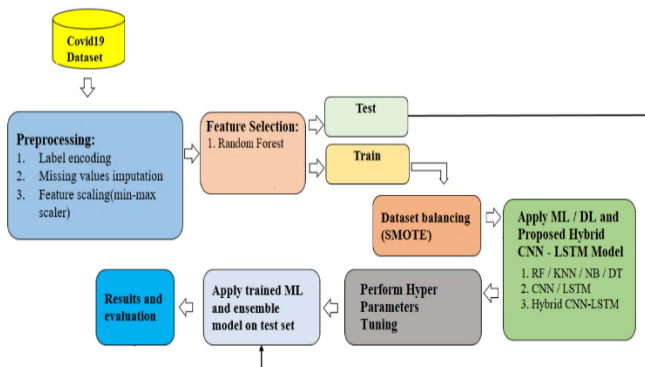 Covid19
Dataset
Preprocessing:
1. Label encoding
2. Missing values imputation
3. Feature scaling(min-max
scaler)
Feature Selection:
1. Random Forest
Test
Train
Dataset balancing
(SMOTE)
Apply ML / DL and
Proposed Hybrid
CNN - LSTM Model
1. RF / KNN / NB / DT
2. CNN / LSTM
3. Hybrid CNN-LSTM
Perform Hyper
Parameters
Tuning
Apply trained ML
and ensemble
model on test set
Results and
evaluation